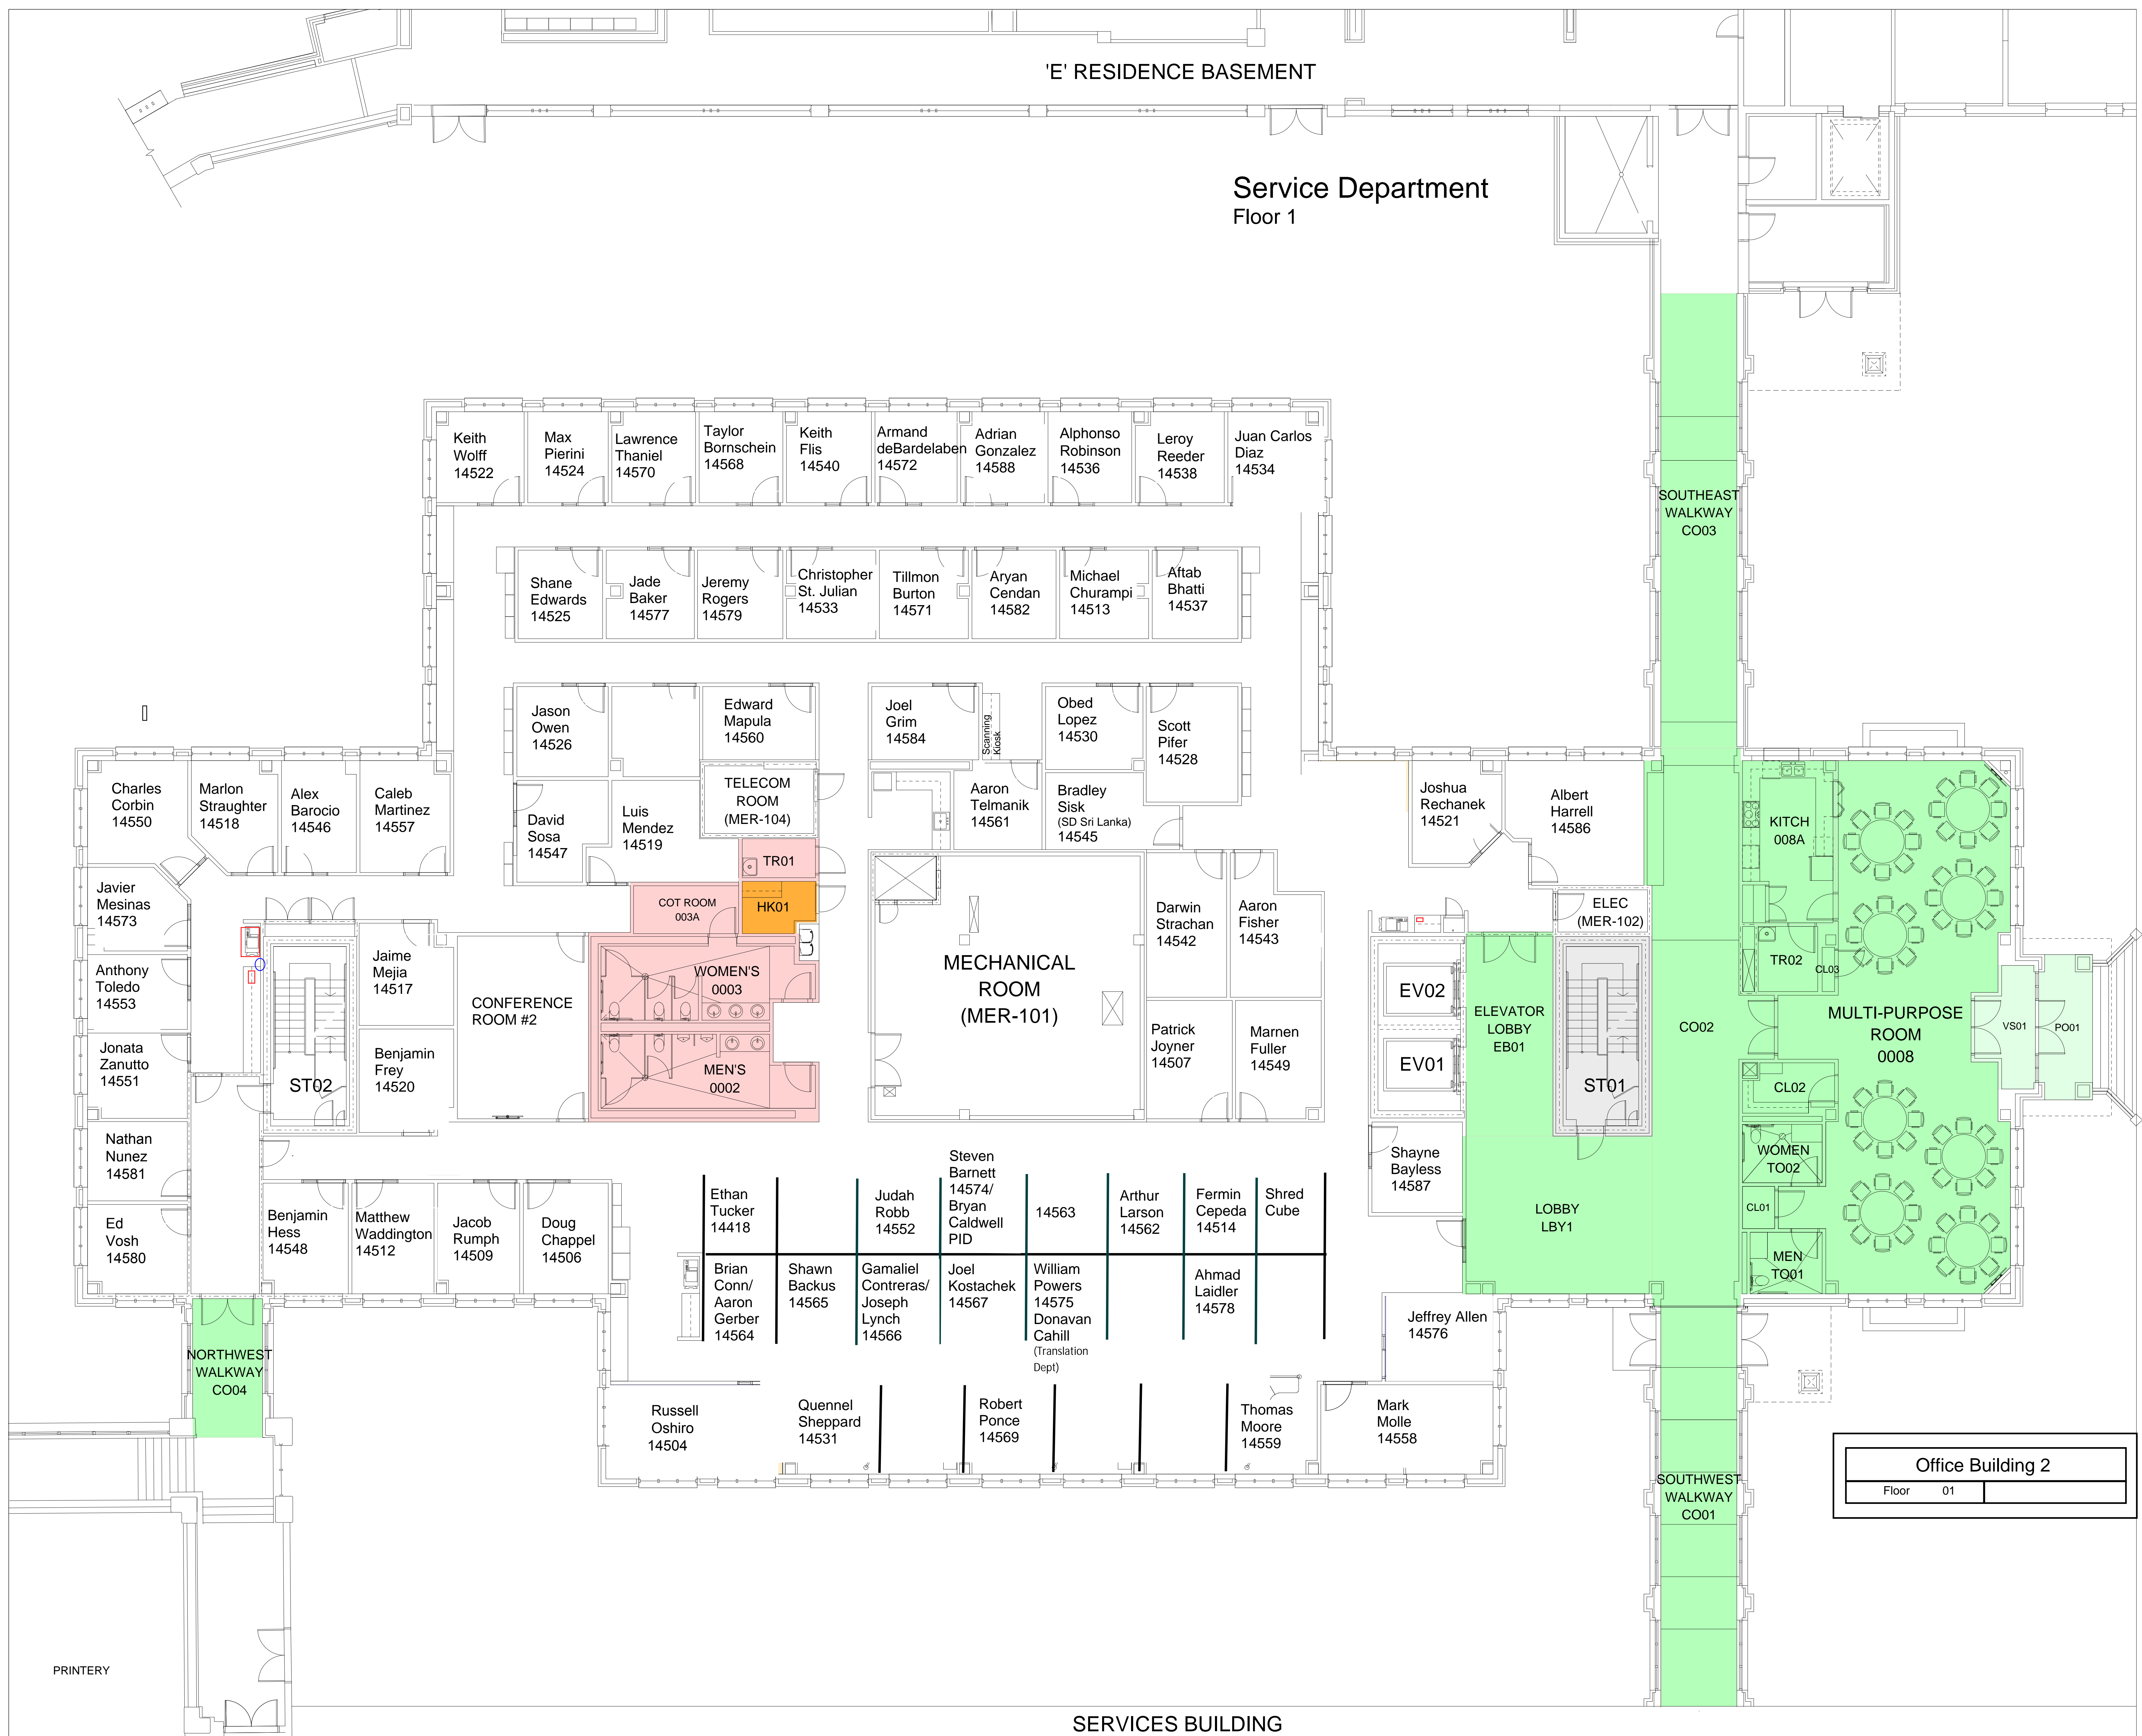 'E' RESIDENCE BASEMENT
Service Department
Floor 1
Keith
Wolff
14522
Max
Pierini
14524
Lawrence
Thaniel
14570
Taylor
Bornschein
14568
Keith
Flis
14540
Armand
deBardelaben
14572
Adrian
Gonzalez
14588
Alphonso
Robinson
14536
Leroy
Reeder
14538
Juan Carlos
Diaz
14534
SOUTHEAST
WALKWAY
CO03
Shane
Edwards
14525
Jade
Baker
14577
Jeremy
Rogers
14579
Christopher
St. Julian
14533
Tillmon
Burton
14571
Aryan
Cendan
14582
Michael
Churampi
14513
Aftab
Bhatti
14537
Jason
Owen
14526
Edward
Mapula
14560
Joel
Grim
14584
Scanning
Kiosk
Obed
Lopez
14530
Scott
Pifer
14528
Charles
Corbin
14550
Marlon
Straughter
14518
Alex
Barocio
14546
Caleb
Martinez
14557
David
Sosa
14547
Luis
Mendez
14519
TELECOM
ROOM
(MER-104)
Aaron
Telmanik
14561
Bradley
Sisk
(SD Sri Lanka)
14545
Joshua
Rechanek
14521
Albert
Harrell
14586
KITCH
008A
TR01
Javier
Mesinas
14573
COT ROOM
003A
HK01
Darwin
Strachan
14542
Aaron
Fisher
14543
ELEC
(MER-102)
Anthony
Toledo
14553
Jaime
Mejia
14517
CONFERENCE
ROOM #2
WOMEN'S
0003
MECHANICAL
ROOM
(MER-101)
EV02
ELEVATOR
LOBBY
EB01
CO02
TR02
CL03
MULTI-PURPOSE
ROOM
0008
VS01
PO01
Jonata
Zanutto
14551
ST02
Benjamin
Frey
14520
MEN'S
0002
Patrick
Joyner
14507
Marnen
Fuller
14549
EV01
ST01
CL02
Nathan
Nunez
14581
Shayne
Bayless
14587
WOMEN
TO02
Ed
Vosh
14580
Benjamin
Hess
14548
Matthew
Waddington
14512
Jacob
Rumph
14509
Doug
Chappel
14506
Ethan
Tucker
14418
Judah
Robb
14552
Steven
Barnett
14574/
Bryan
Caldwell
PID
14563
Arthur
Larson
14562
Fermin
Cepeda
14514
Shred
Cube
LOBBY
LBY1
CL01
MEN
TO01
Brian
Conn/
Aaron
Gerber
14564
Shawn
Backus
14565
Gamaliel
Contreras/
Joseph
Lynch
14566
Joel
Kostachek
14567
William
Powers
14575
Donavan
Cahill
(Translation
Dept)
Ahmad
Laidler
14578
Jeffrey Allen
14576
NORTHWEST
WALKWAY
CO04
Russell
Oshiro
14504
Quennel
Sheppard
14531
Robert
Ponce
14569
Thomas
Moore
14559
Mark
Molle
14558
SOUTHWEST
WALKWAY
CO01
Office Building 2
Floor 01
PRINTERY
SERVICES BUILDING